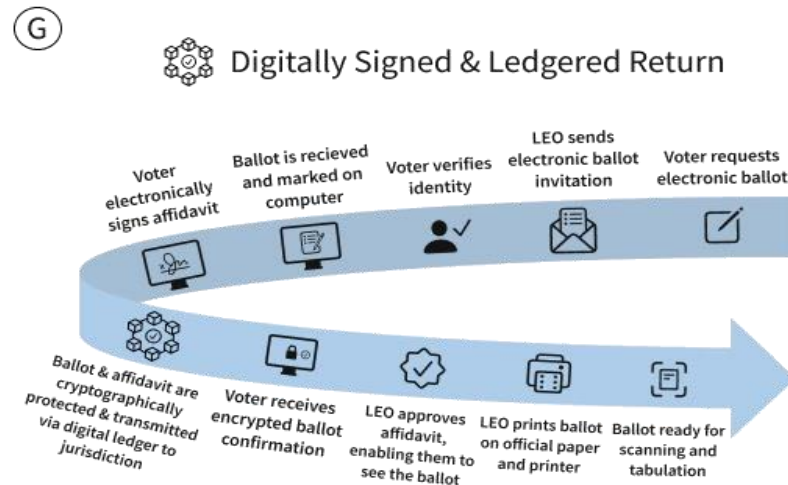 G
Digitally Signed & Ledgered Return
Voter
electronically
signs affidavit
Ballot is recieved
and marked on
computer
Voter verifies
identity
LEO sends
electronic ballot
invitation
Voter requests
electronic ballot
Ballot & affidavit are
cryptographically
protected & transmitted
via digital ledger to
jurisdiction
Voter receives
encrypted ballot
confirmation
LEO approves
affidavit,
enabling them to
see the ballot
LEO prints ballot
on official paper
and printer
Ballot ready for
scanning and
tabulation